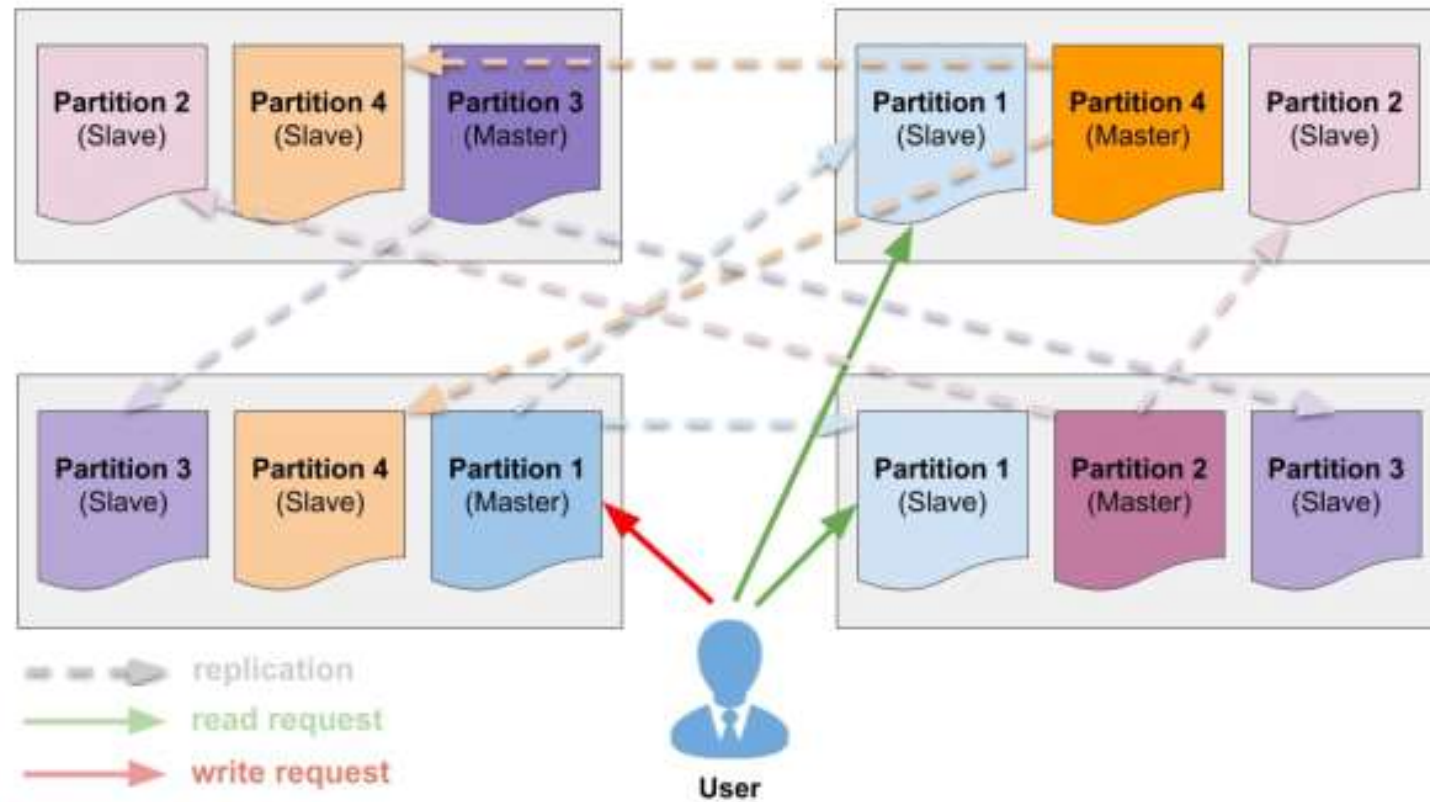 Partition 2
(Slave)
Partition 4
(Slave)
Partition 3
(Master)
Partition 1
(Slave)
Partition 4
(Master)
Partition 2
(Slave)
Partition 3
(Slave)
Partition 4
(Slave)
Partition 1
(Master)
Partition 1
(Slave)
Partition 2
(Master)
Partition 3
(Slave)
replication
read request
write request
User